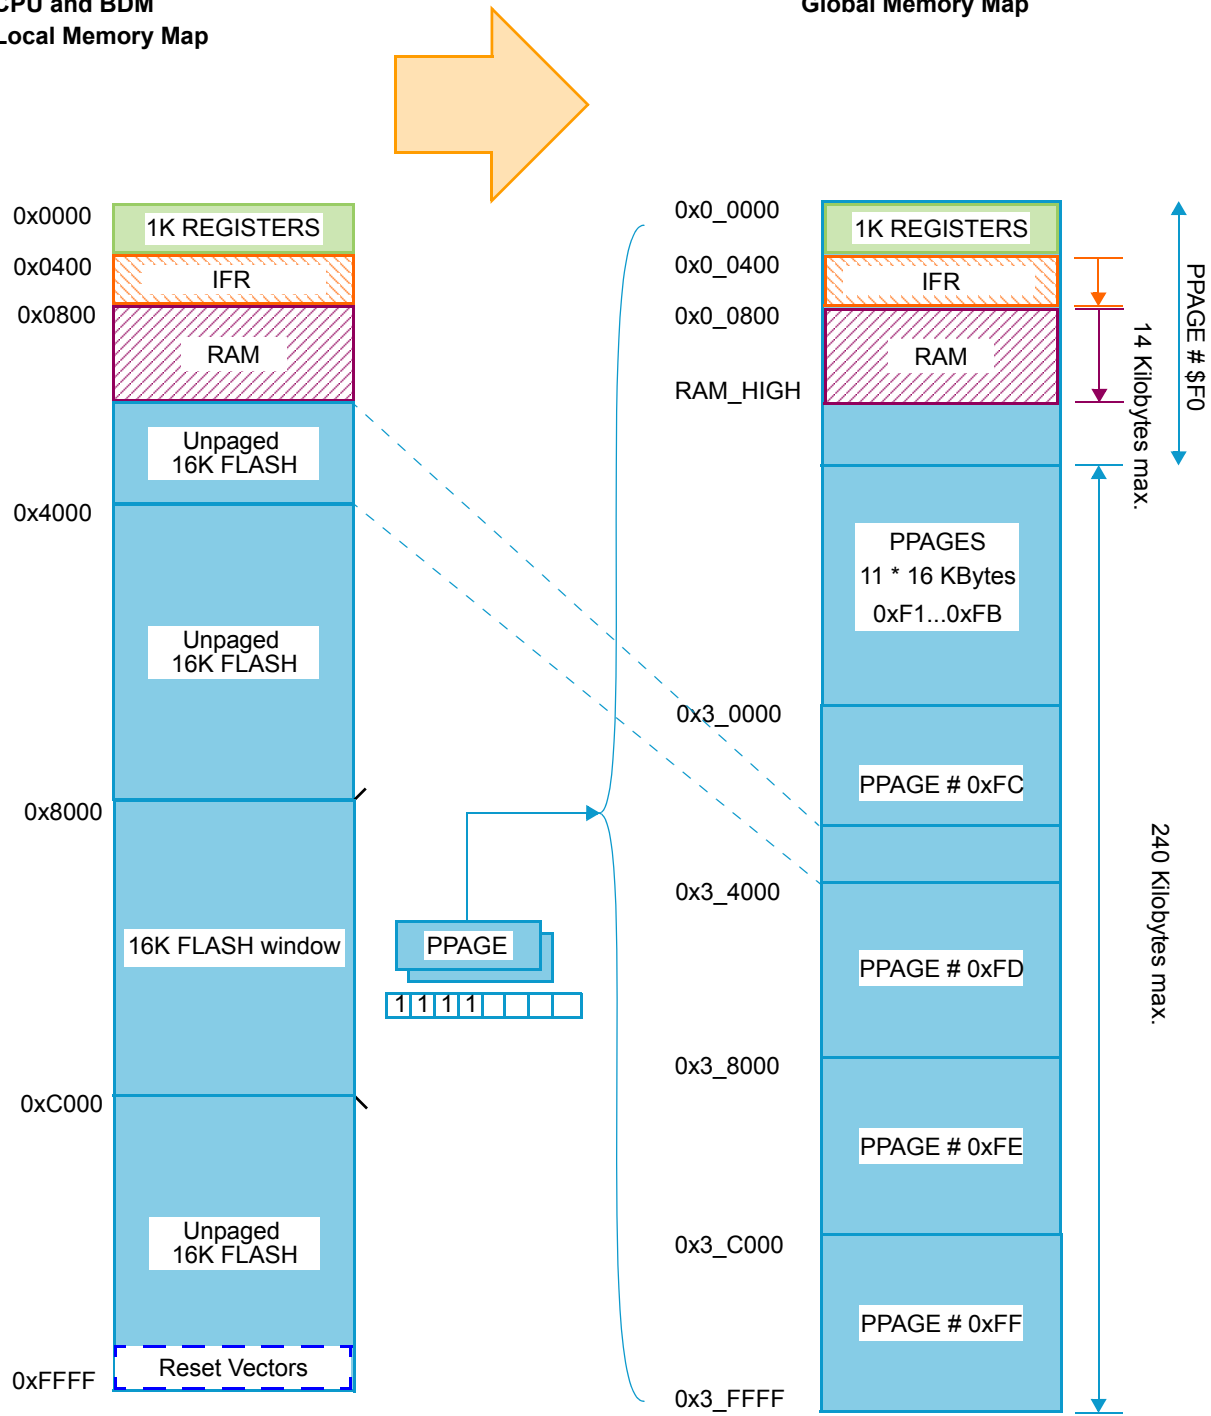 CPU and BDM
Local Memory Map
Global Memory Map
0x0000
1K REGISTERS
0x0400
IFR
0x0800
RAM
Unpaged
16K FLASH
0x4000
Unpaged
16K FLASH
0x8000
16K FLASH window
0xC000
Unpaged
16K FLASH
Reset Vectors
0xFFFF
PPAGE
1 1 1 1
0x0_0000
1K REGISTERS
0x0_0400
IFR
0x0_0800
RAM
RAM_HIGH
PPAGES
11 * 16 KBytes
0xF1...0xFB
0x3_0000
PPAGE # 0xFC
0x3_4000
PPAGE # 0xFD
0x3_8000
PPAGE # 0xFE
0x3_C000
PPAGE # 0xFF
0x3_FFFF
14 Kilobytes max.
PPAGE # $F0
240 Kilobytes max.